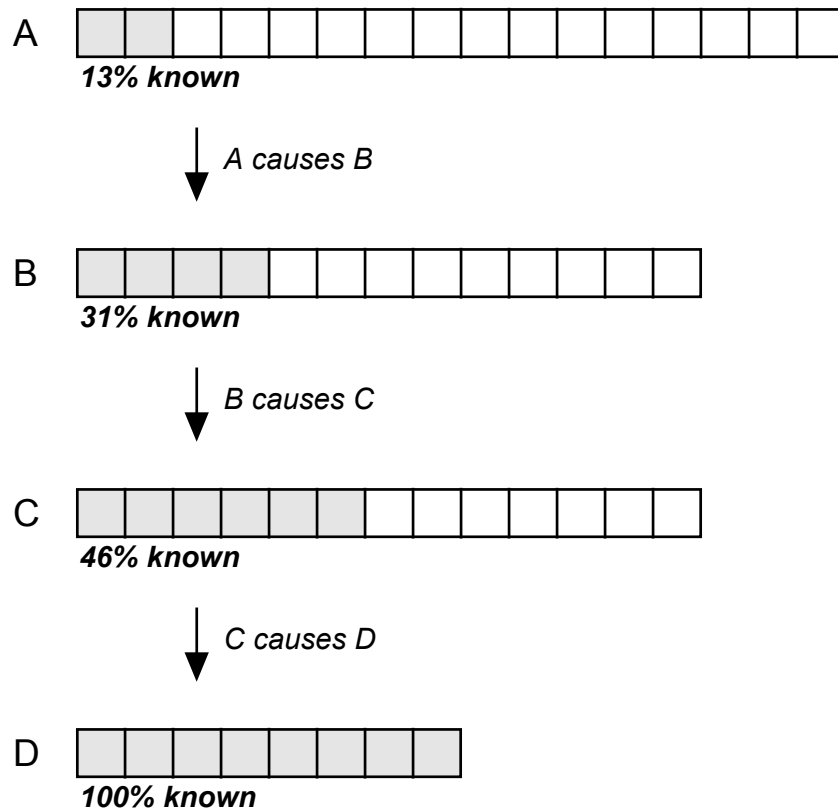 A
13% known
A causes B
B
31% known
B causes C
C
46% known
C causes D
D
100% known